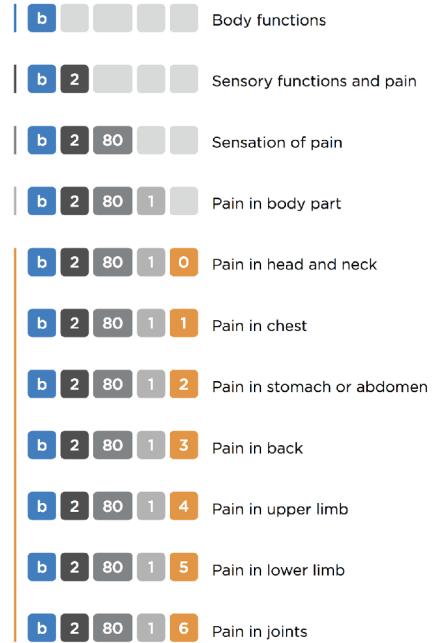 b Body functions
b 2 Sensory functions and pain
b 2 80 Sensation of pain
b 2 80 1 Pain in body part
b 2 80 1 0 Pain in head and neck
b 2 80 1 1 Pain in chest
b 2 80 1 2 Pain in stomach or abdomen
b 2 80 1 3 Pain in back
b 2 80 1 4 Pain in upper limb
b 2 80 1 5 Pain in lower limb
b 2 80 1 6 Pain in joints